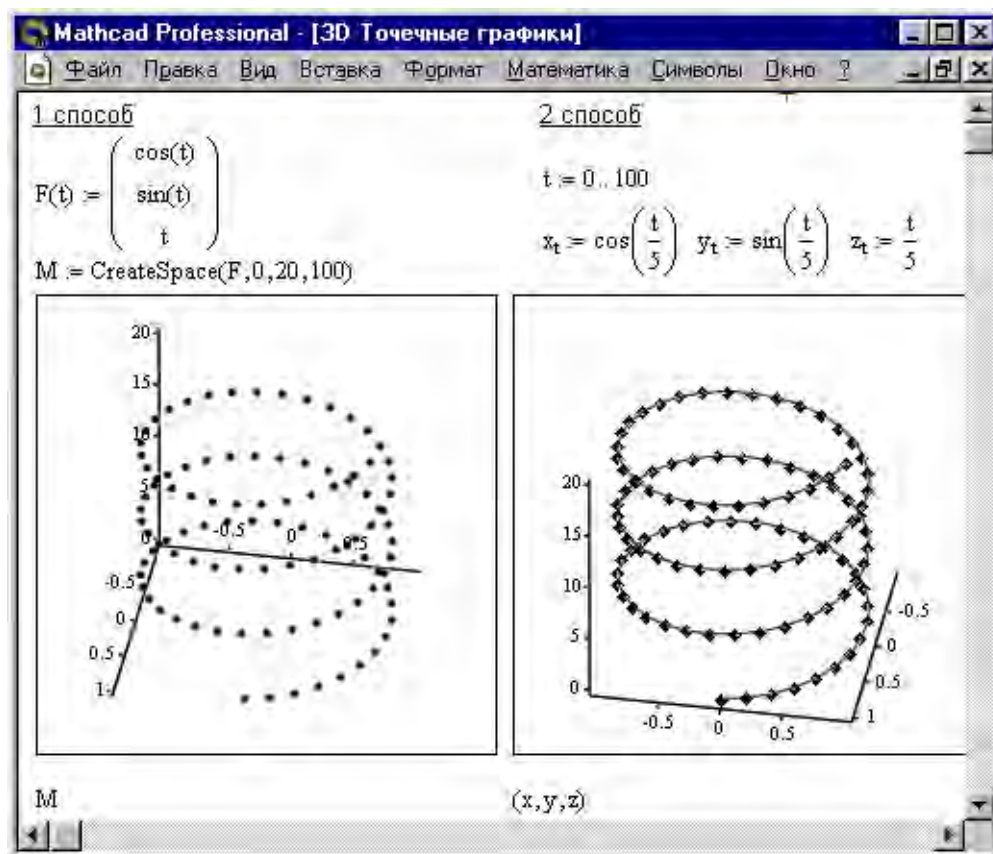 Mathcad Professional - [3D Точечные графики]
Файл Правка Вид Вставка Формат Математика Символы Окно ?
1 способ
F(t) := ( cos(t)
sin(t)
t )
M := CreateSpace(F,0,20,100)
20
15
10
5
0
-0.5
0
0.5
-0.5
0
0.5
1
M
2 способ
t := 0 .. 100
x_t := cos(t/5) y_t := sin(t/5) z_t := t/5
20
15
10
5
0
-0.5
0
0.5
-0.5
0
0.5
1
(x,y,z)